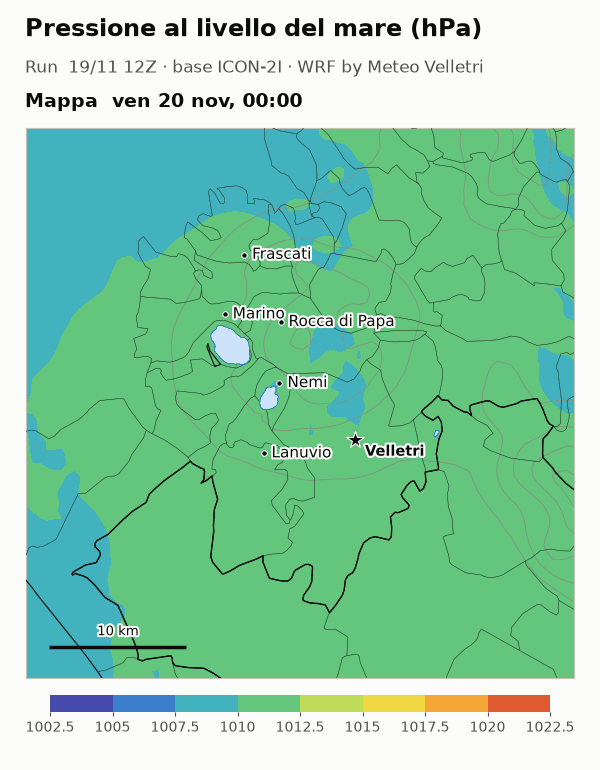 Pressione al livello del mare (hPa)
Run  19/11 12Z · base ICON-2I · WRF by Meteo Velletri
Mappa  ven 20 nov, 00:00
Frascati
Marino
Rocca di Papa
Nemi
Velletri
Lanuvio
10 km
1002.5 1005 1007.5 1010 1012.5 1015 1017.5 1020 1022.5